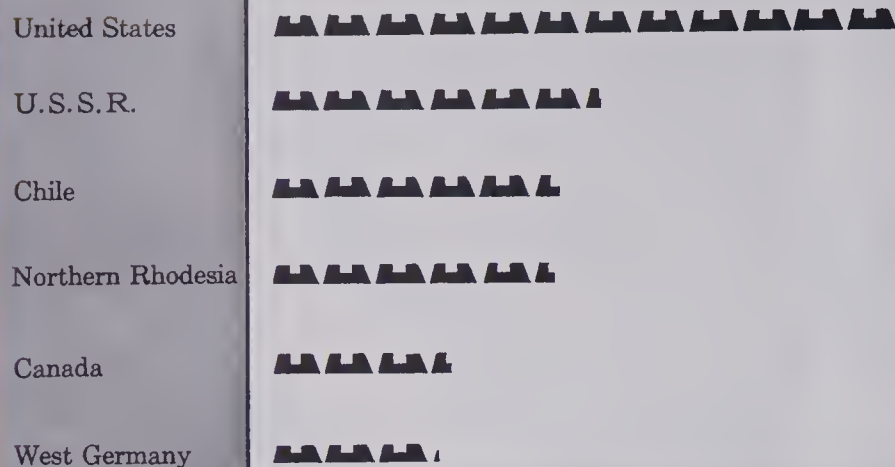 United States
U.S.S.R.
Chile
Northern Rhodesia
Canada
West Germany